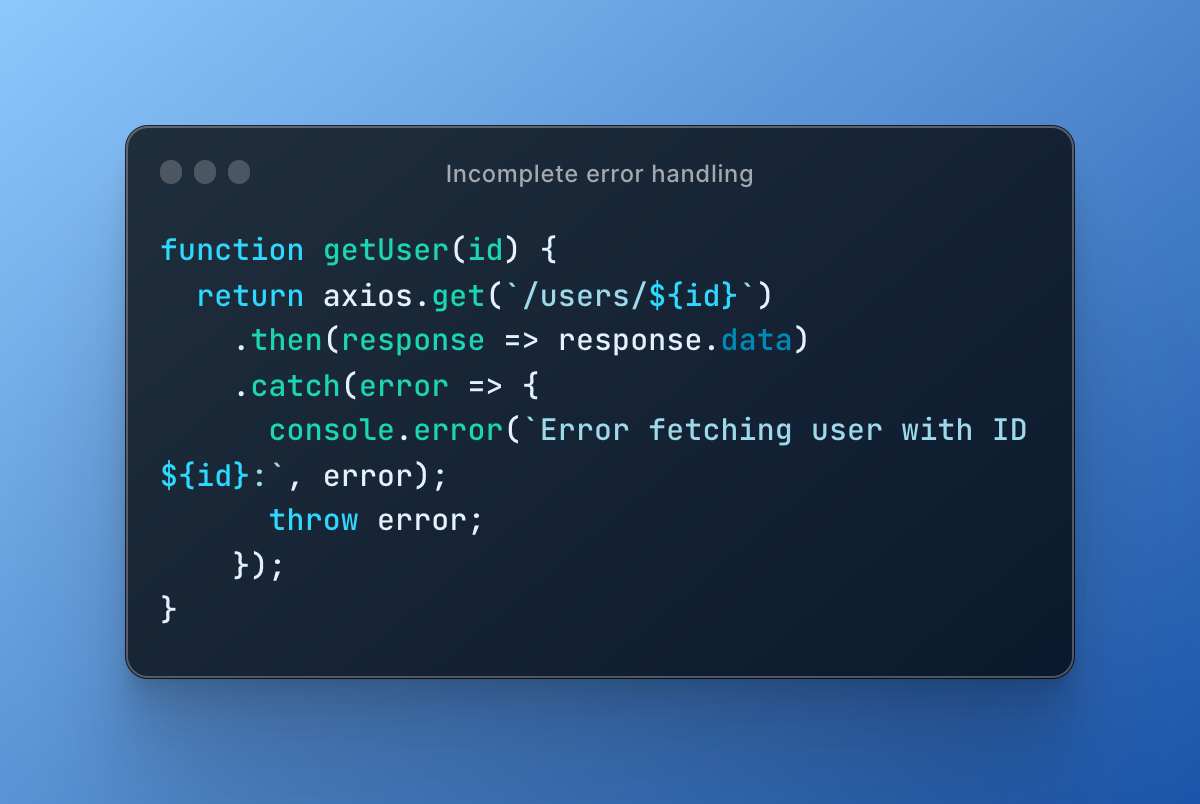 Incomplete error handling
function getUser(id) {
  return axios.get(`/users/${id}`)
    .then(response => response.data)
    .catch(error => {
      console.error(`Error fetching user with ID
${id}:`, error);
      throw error;
    });
}